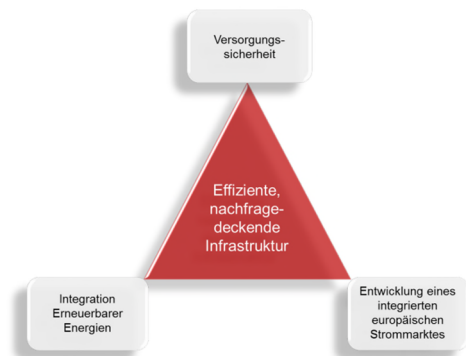 Versorgungs-
sicherheit
Effiziente,
nachfrage-
deckende
Infrastruktur
Integration
Erneuerbarer
Energien
Entwicklung eines
integrierten
europäischen
Strommarktes